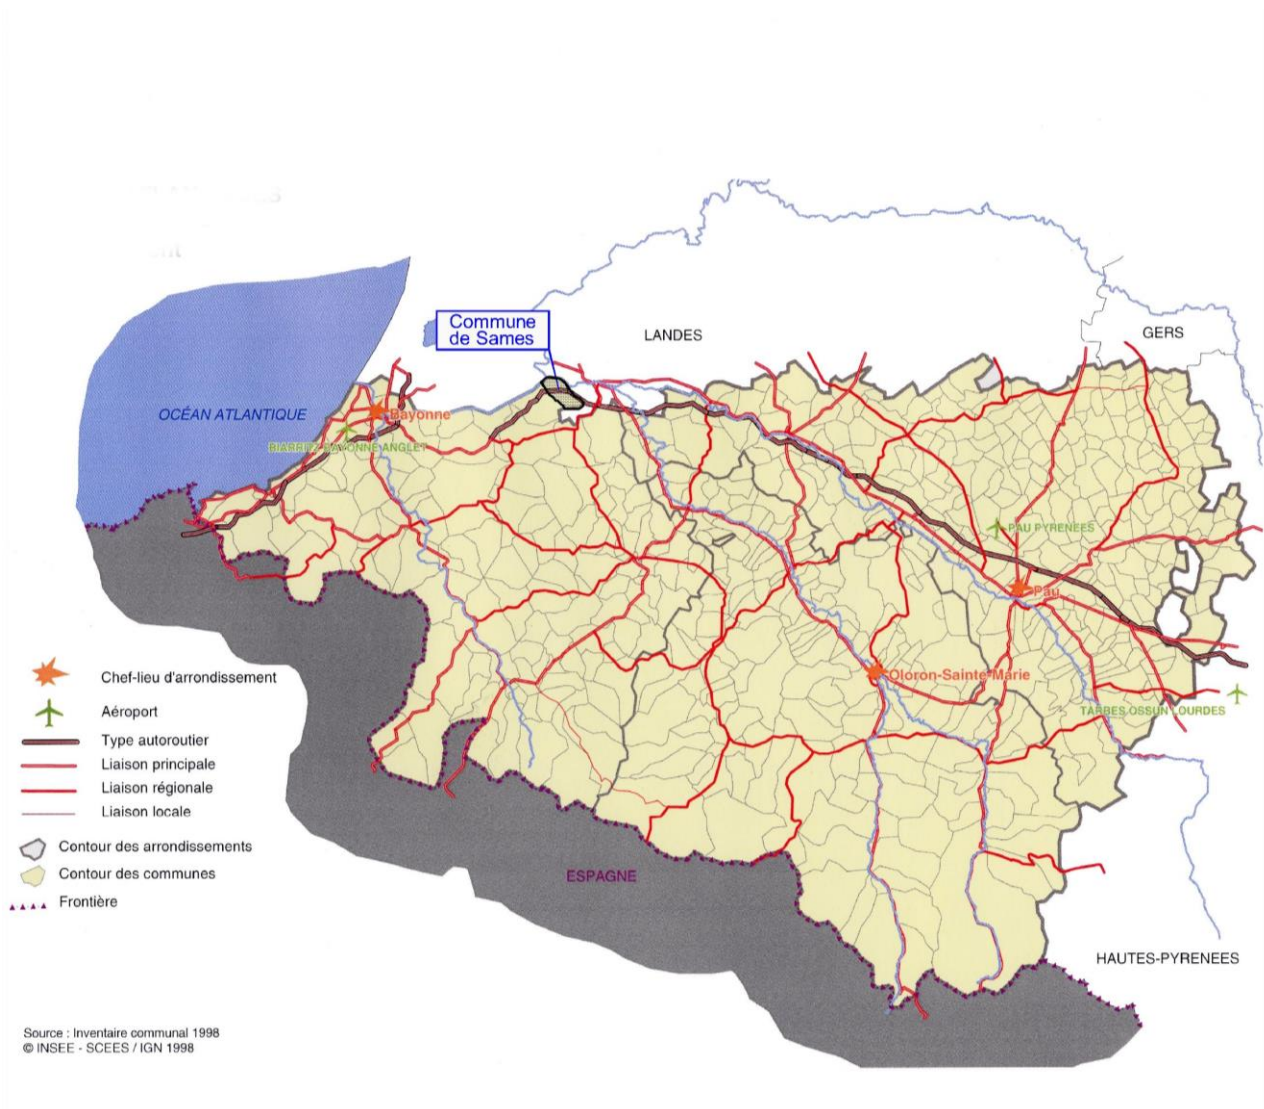 Commune
de Sames
LANDES
GERS
OCÉAN ATLANTIQUE
Bayonne
BIARRITZ BAYONNE ANGLET
PAU PYRENEES
Pau
Oloron-Sainte-Marie
TARBES OSSUN LOURDES
Chef-lieu d'arrondissement
Aéroport
Type autoroutier
Liaison principale
Liaison régionale
Liaison locale
Contour des arrondissements
Contour des communes
Frontière
ESPAGNE
HAUTES-PYRENEES
Source : Inventaire communal 1998
© INSEE - SCEES / IGN 1998